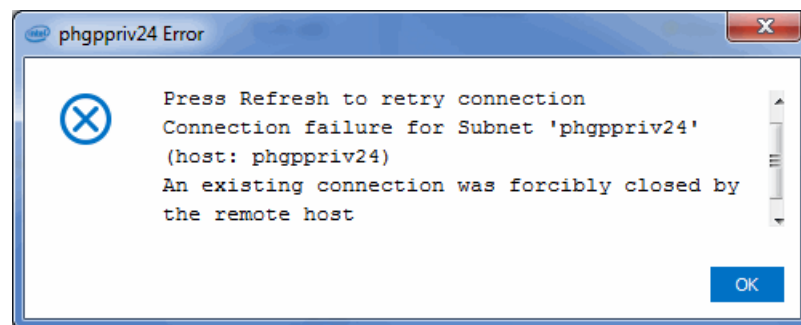 phgppriv24 Error
Press Refresh to retry connection
Connection failure for Subnet 'phgppriv24'
(host: phgppriv24)
An existing connection was forcibly closed by
the remote host
OK